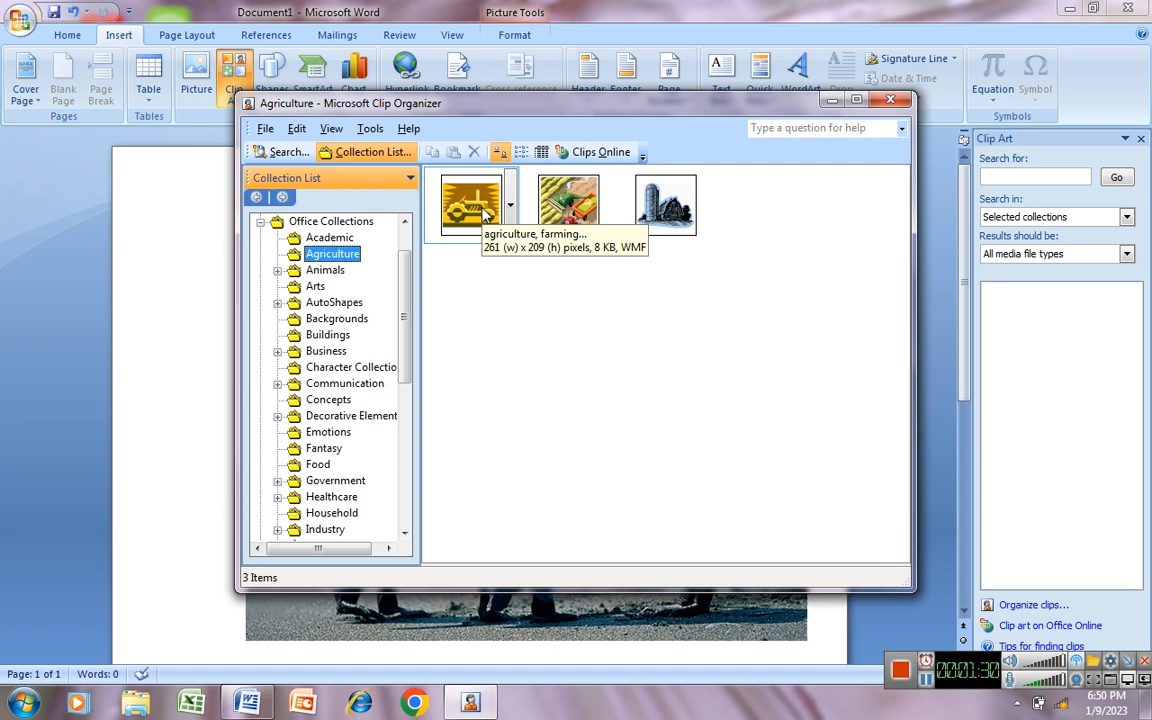 Document1 - Microsoft Word
Picture Tools
Home
Insert
Page Layout
References
Mailings
Review
View
Format
Cover
Page
Blank
Page
Page
Break
Table
Picture
Clip
Chart
Signature Line
Date & Time
Equation
Symbol
Pages
Tables
Symbols
Agriculture - Microsoft Clip Organizer
File
Edit
View
Tools
Help
Type a question for help
Search...
Collection List...
Clips Online
Collection List
Office Collections
Academic
Agriculture
Animals
Arts
AutoShapes
Backgrounds
Buildings
Business
Character Collectio
Communication
Concepts
Decorative Element
Emotions
Fantasy
Food
Government
Healthcare
Household
Industry
agriculture, farming...
261 (w) x 209 (h) pixels, 8 KB, WMF
3 Items
Clip Art
Search for:
Go
Search in:
Selected collections
Results should be:
All media file types
Organize clips...
Clip art on Office Online
Tips for finding clips
Page: 1 of 1
Words: 0
00:01:30
6:50 PM
1/9/2023